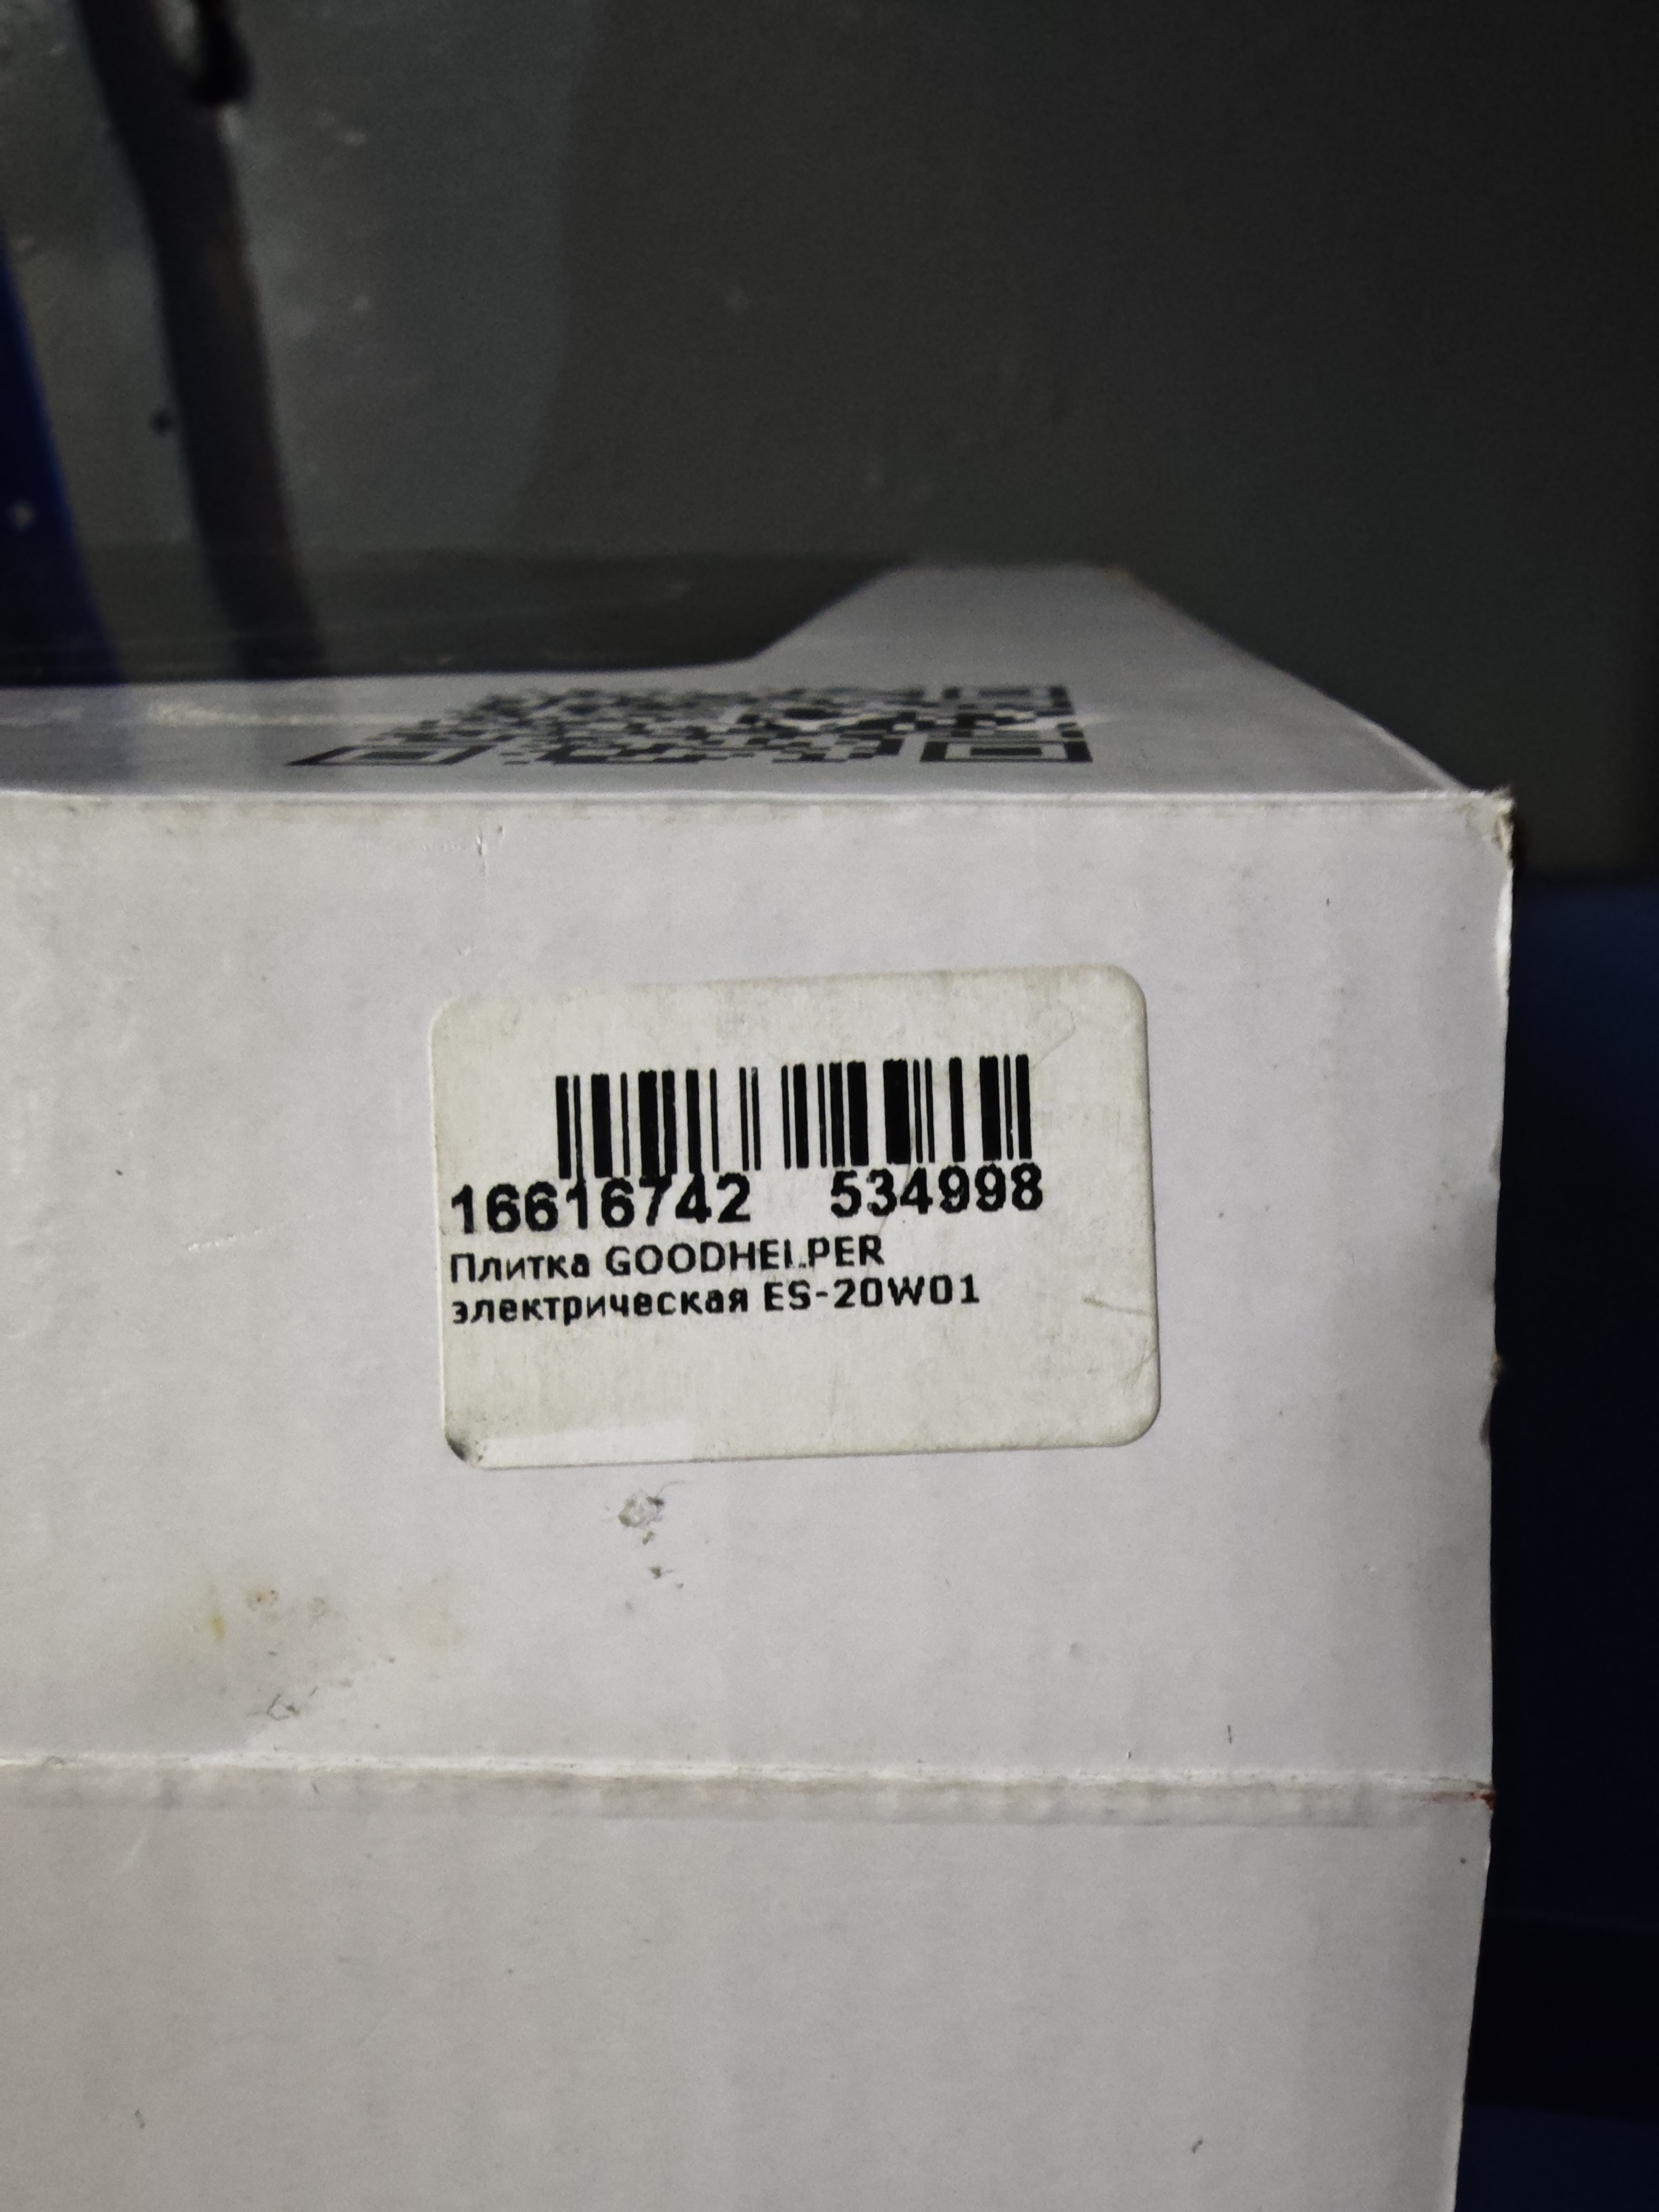 16616742 534998
Плитка GOODHELPER
электрическая ES-20W01